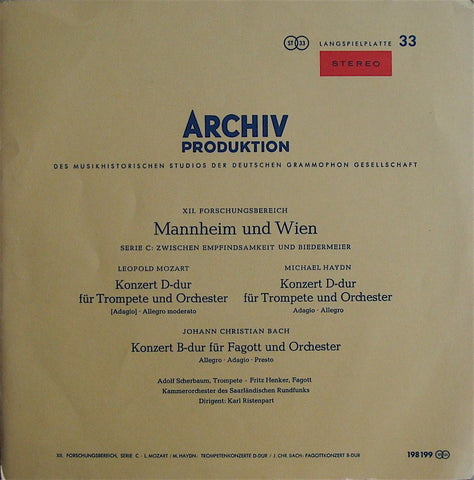 ST 33 LANGSPIELPLATTE 33
STEREO
ARCHIV
PRODUKTION
DES MUSIKHISTORISCHEN STUDIOS DER DEUTSCHEN GRAMMOPHON GESELLSCHAFT
XII. FORSCHUNGSBEREICH
Mannheim und Wien
SERIE C: ZWISCHEN EMPFINDSAMKEIT UND BIEDERMEIER
LEOPOLD MOZART
Konzert D-dur
für Trompete und Orchester
[Adagio] · Allegro moderato
MICHAEL HAYDN
Konzert D-dur
für Trompete und Orchester
Adagio · Allegro
JOHANN CHRISTIAN BACH
Konzert B-dur für Fagott und Orchester
Allegro · Adagio · Presto
Adolf Scherbaum, Trompete - Fritz Henker, Fagott
Kammerorchester des Saarländischen Rundfunks
Dirigent: Karl Ristenpart
XII. FORSCHUNGSBEREICH, SERIE C · L. MOZART / M. HAYDN: TROMPETENKONZERTE D-DUR / J. CHR. BACH: FAGOTTKONZERT B-DUR
198 199